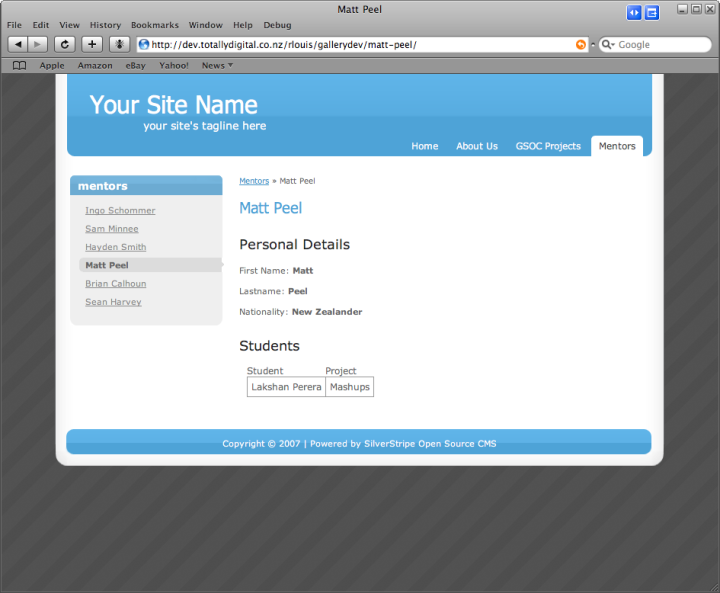 Matt Peel
File Edit View History Bookmarks Window Help Debug
http://dev.totallydigital.co.nz/rlouis/gallerydev/matt-peel/
Google
Apple Amazon eBay Yahoo! News
Your Site Name
your site's tagline here
Home About Us GSOC Projects Mentors
mentors
Ingo Schommer
Sam Minnee
Hayden Smith
Matt Peel
Brian Calhoun
Sean Harvey
Mentors » Matt Peel
Matt Peel
Personal Details
First Name: Matt
Lastname: Peel
Nationality: New Zealander
Students
Student Project
Lakshan Perera Mashups
Copyright © 2007 | Powered by SilverStripe Open Source CMS